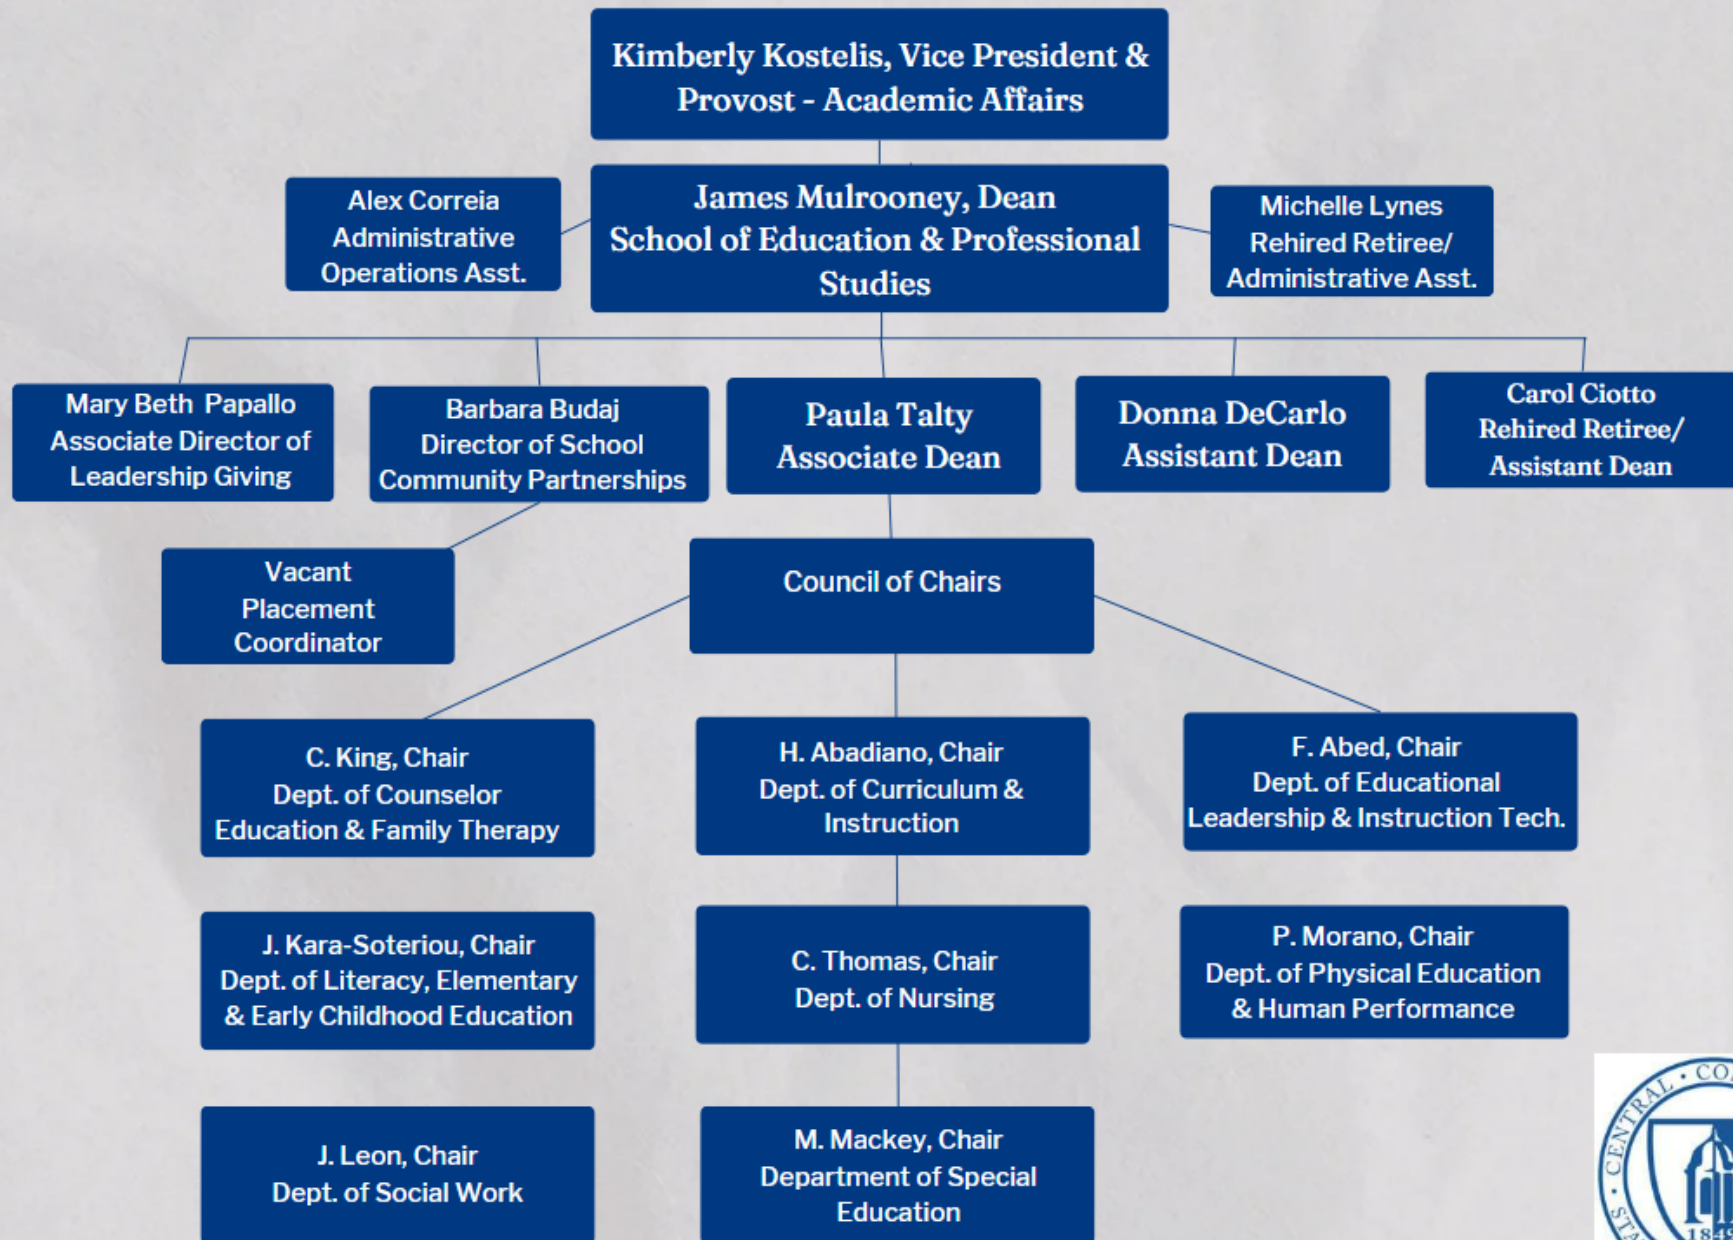 Kimberly Kostelis, Vice President &
Provost - Academic Affairs
Alex Correia
Administrative
Operations Asst.
James Mulrooney, Dean
School of Education & Professional
Studies
Michelle Lynes
Rehired Retiree/
Administrative Asst.
Mary Beth Papallo
Associate Director of
Leadership Giving
Barbara Budaj
Director of School
Community Partnerships
Paula Talty
Associate Dean
Donna DeCarlo
Assistant Dean
Carol Ciotto
Rehired Retiree/
Assistant Dean
Vacant
Placement
Coordinator
Council of Chairs
C. King, Chair
Dept. of Counselor
Education & Family Therapy
H. Abadiano, Chair
Dept. of Curriculum &
Instruction
F. Abed, Chair
Dept. of Educational
Leadership & Instruction Tech.
J. Kara-Soteriou, Chair
Dept. of Literacy, Elementary
& Early Childhood Education
C. Thomas, Chair
Dept. of Nursing
P. Morano, Chair
Dept. of Physical Education
& Human Performance
J. Leon, Chair
Dept. of Social Work
M. Mackey, Chair
Department of Special
Education
CENTRAL